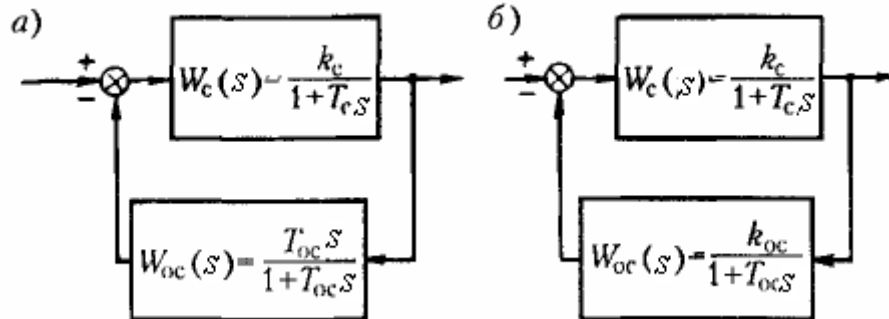 а)
+
−
W_c(s) = k_c / (1 + T_c s)
W_oc(s) = T_oc s / (1 + T_oc s)
б)
+
−
W_c(s) = k_c / (1 + T_c s)
W_oc(s) = k_oc / (1 + T_oc s)